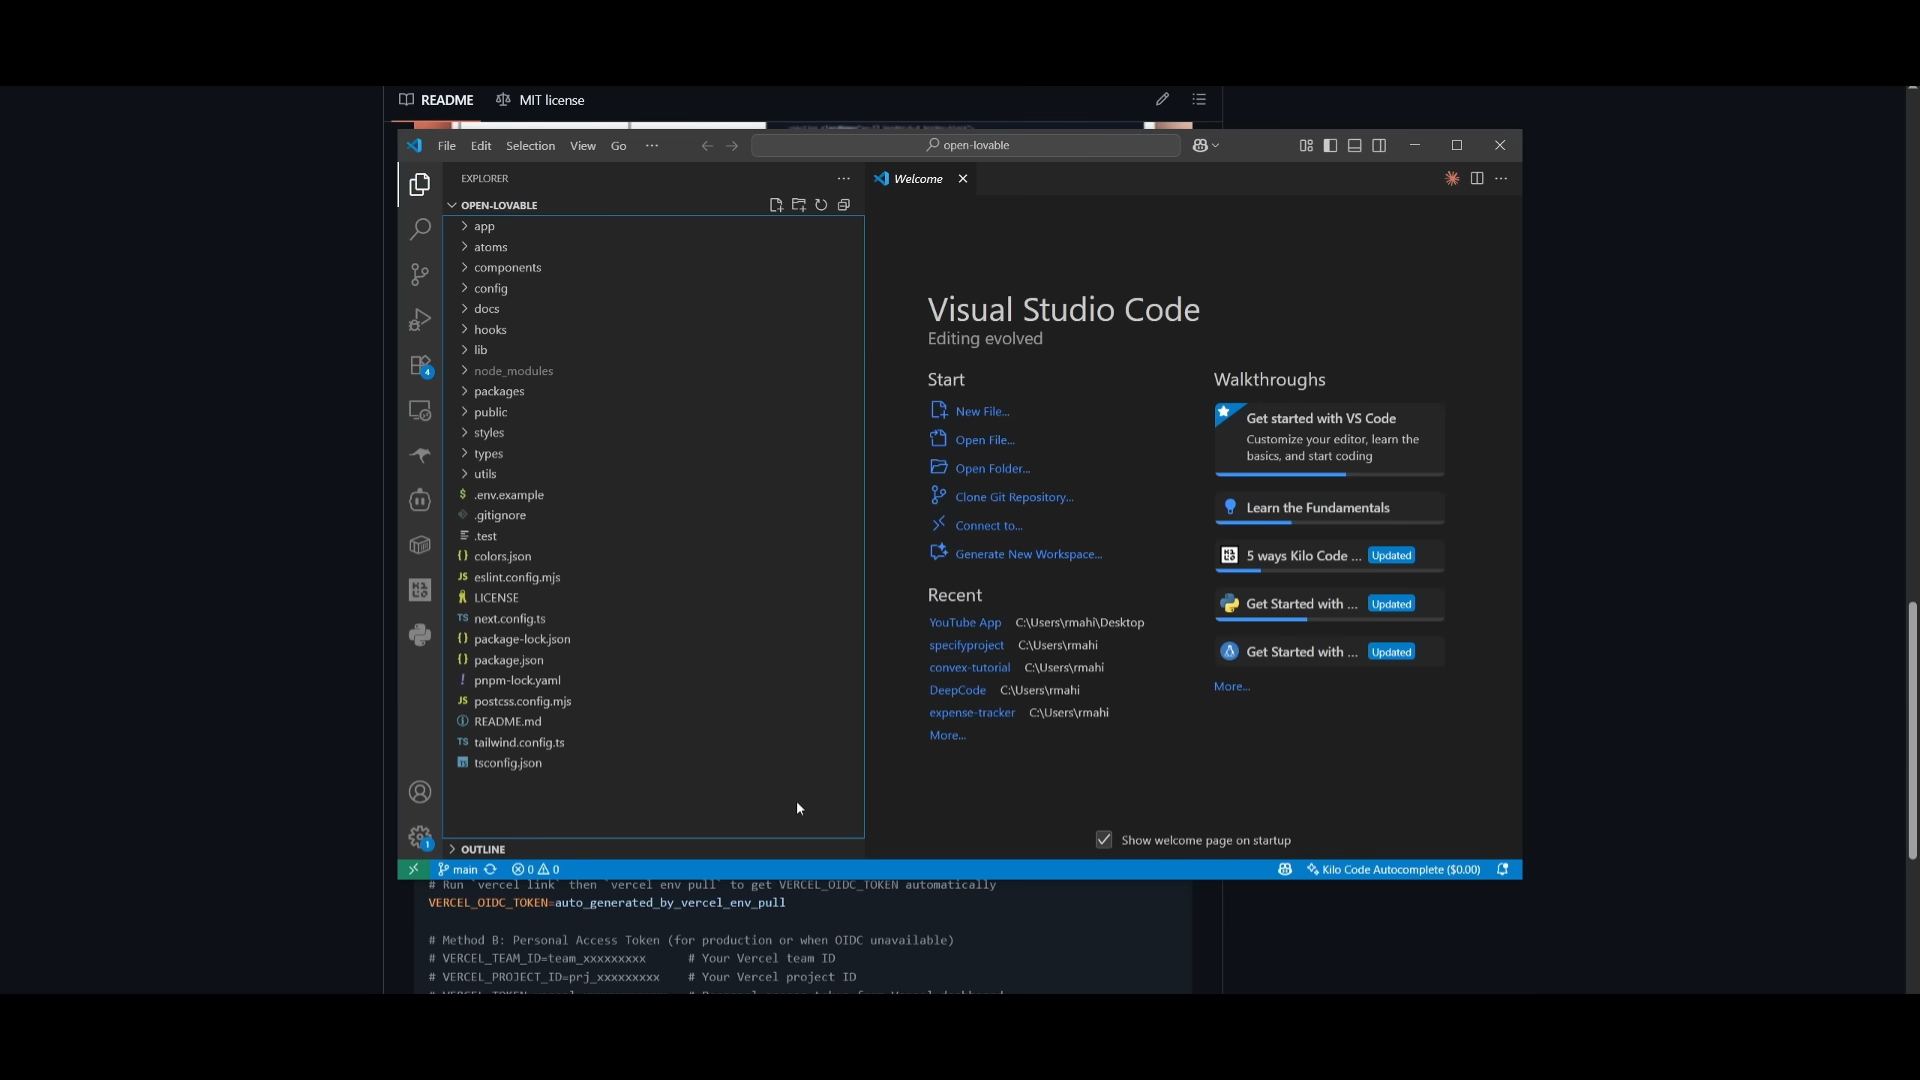 README MIT license
File Edit Selection View Go ··· open-lovable
EXPLORER ···
Welcome
OPEN-LOVABLE
app
atoms
components
config
docs
hooks
lib
node_modules
packages
public
styles
types
utils
$ .env.example
.gitignore
.test
{} colors.json
JS eslint.config.mjs
LICENSE
TS next.config.ts
{} package-lock.json
{} package.json
! pnpm-lock.yaml
JS postcss.config.mjs
README.md
TS tailwind.config.ts
tsconfig.json
OUTLINE
4
1
Visual Studio Code
Editing evolved
Start
New File...
Open File...
Open Folder...
Clone Git Repository...
Connect to...
Generate New Workspace...
Recent
YouTube App C:\Users\rmahi\Desktop
specifyproject C:\Users\rmahi
convex-tutorial C:\Users\rmahi
DeepCode C:\Users\rmahi
expense-tracker C:\Users\rmahi
More...
Walkthroughs
Get started with VS Code
Customize your editor, learn the
basics, and start coding
Learn the Fundamentals
5 ways Kilo Code ... Updated
Get Started with ... Updated
Get Started with ... Updated
More...
Show welcome page on startup
main 0 0 Kilo Code Autocomplete ($0.00)
# Run `vercel link` then `vercel env pull` to get VERCEL_OIDC_TOKEN automatically
VERCEL_OIDC_TOKEN=auto_generated_by_vercel_env_pull
# Method B: Personal Access Token (for production or when OIDC unavailable)
# VERCEL_TEAM_ID=team_xxxxxxxxx # Your Vercel team ID
# VERCEL_PROJECT_ID=prj_xxxxxxxxx # Your Vercel project ID